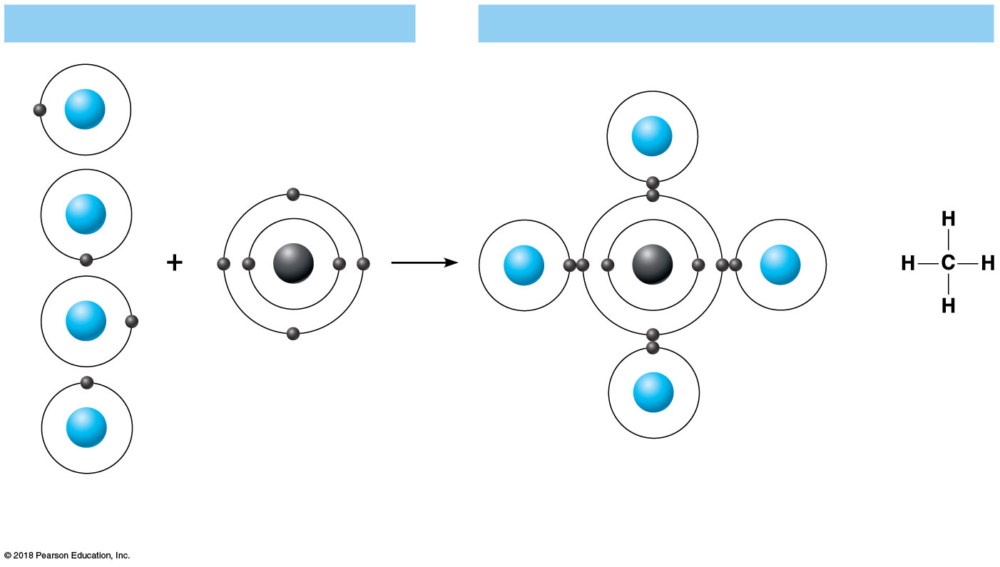 +
H
H—C—H
H
© 2018 Pearson Education, Inc.